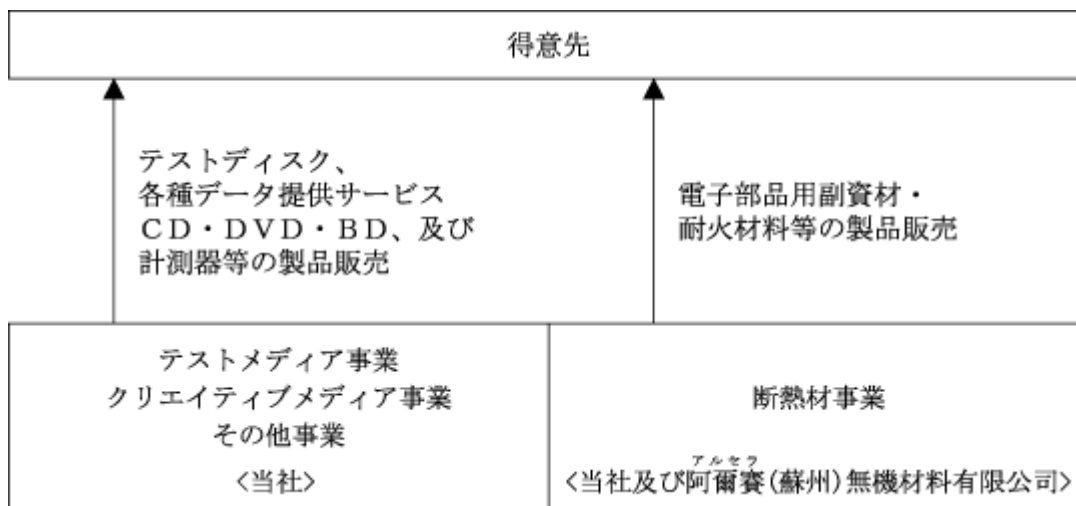 得意先
テストディスク、
各種データ提供サービス
ＣＤ・ＤＶＤ・ＢＤ、及び
計測器等の製品販売
電子部品用副資材・
耐火材料等の製品販売
テストメディア事業
クリエイティブメディア事業
その他事業
<当社>
断熱材事業
アルセラ
<当社及び阿爾賽(蘇州)無機材料有限公司>